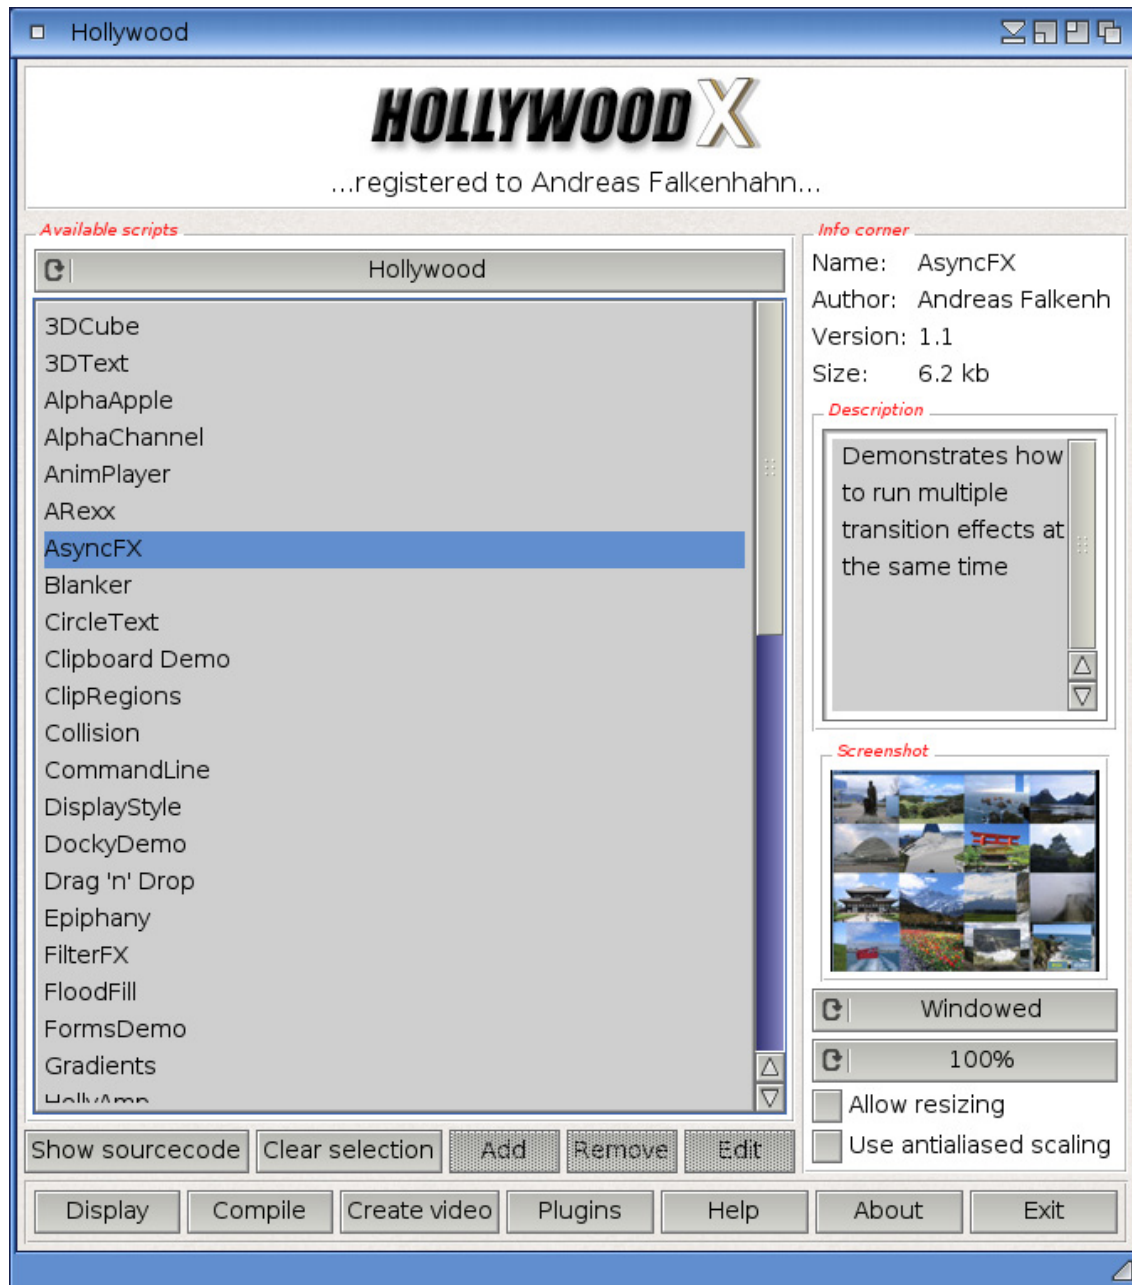 Hollywood
HOLLYWOOD X
...registered to Andreas Falkenhahn...
Available scripts
Hollywood
3DCube
3DText
AlphaApple
AlphaChannel
AnimPlayer
ARexx
AsyncFX
Blanker
CircleText
Clipboard Demo
ClipRegions
Collision
CommandLine
DisplayStyle
DockyDemo
Drag 'n' Drop
Epiphany
FilterFX
FloodFill
FormsDemo
Gradients
HollyAmp
Show sourcecode
Clear selection
Add
Remove
Edit
Info corner
Name: AsyncFX
Author: Andreas Falkenh
Version: 1.1
Size: 6.2 kb
Description
Demonstrates how
to run multiple
transition effects at
the same time
Screenshot
Windowed
100%
Allow resizing
Use antialiased scaling
Display
Compile
Create video
Plugins
Help
About
Exit